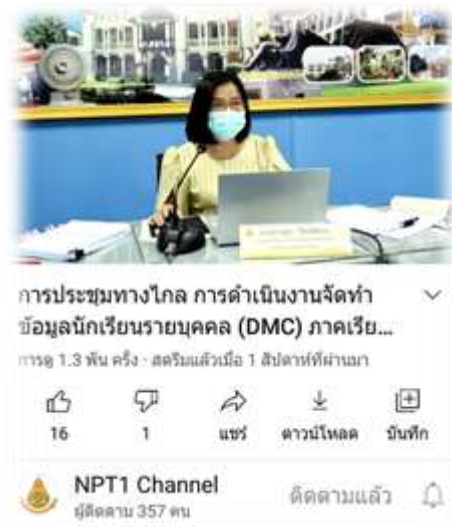 การประชุมทางไกล การดำเนินงานจัดทำ
ข้อมูลนักเรียนรายบุคคล (DMC) ภาคเรีย...
การดู 1.3 พัน ครั้ง · สตรีมแล้วเมื่อ 1 สัปดาห์ที่ผ่านมา
16 1 แชร์ ดาวน์โหลด บันทึก
NPT1 Channel ติดตามแล้ว
ผู้ติดตาม 357 คน